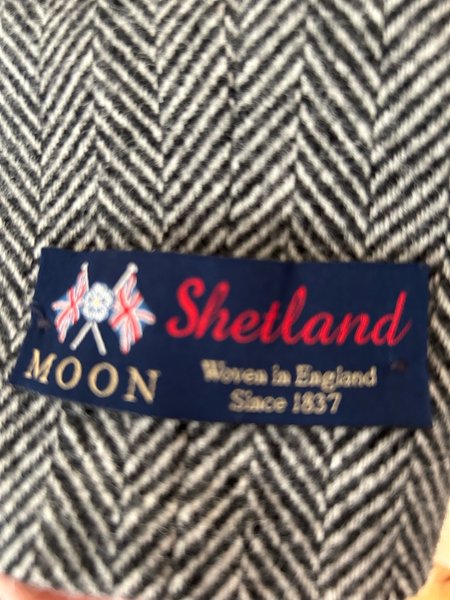 Shetland
MOON
Woven in England
Since 1837